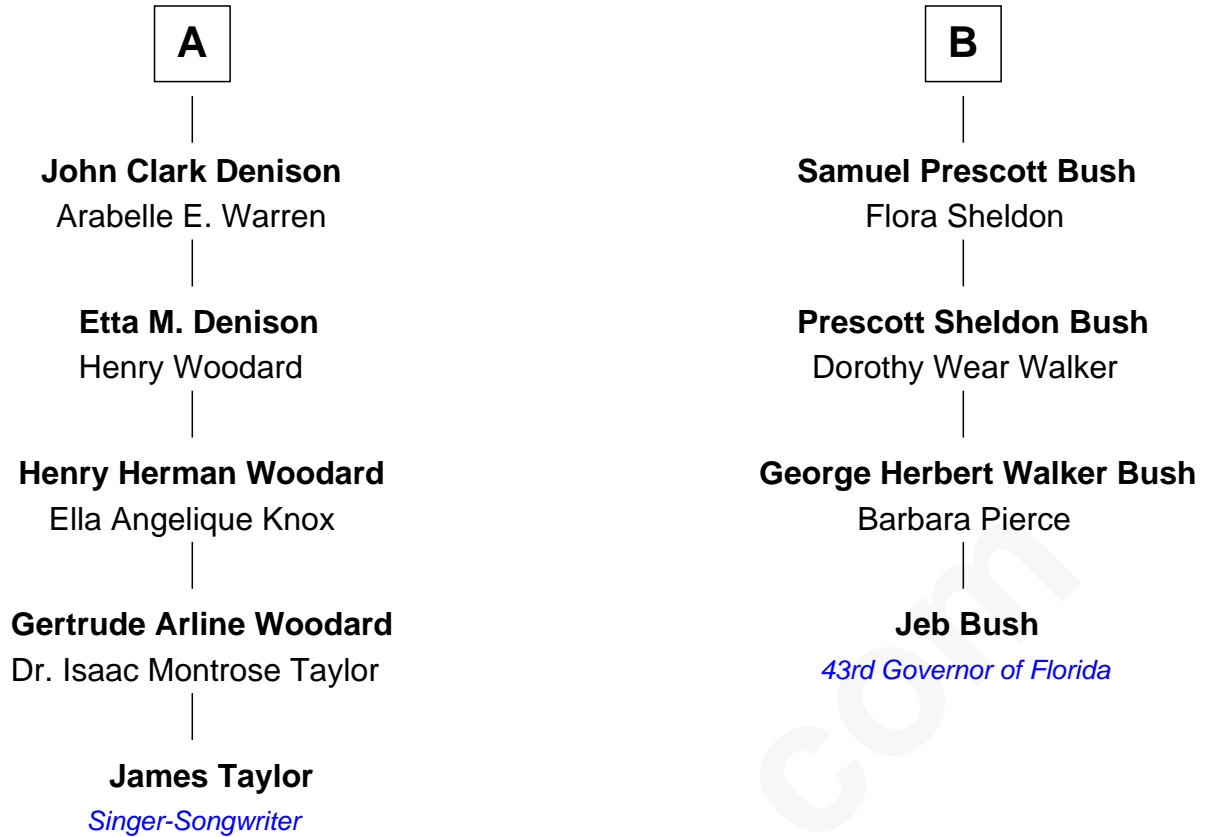 A
John Clark Denison
Arabelle E. Warren
Etta M. Denison
Henry Woodard
Henry Herman Woodard
Ella Angelique Knox
Gertrude Arline Woodard
Dr. Isaac Montrose Taylor
James Taylor
Singer-Songwriter
B
Samuel Prescott Bush
Flora Sheldon
Prescott Sheldon Bush
Dorothy Wear Walker
George Herbert Walker Bush
Barbara Pierce
Jeb Bush
43rd Governor of Florida
com